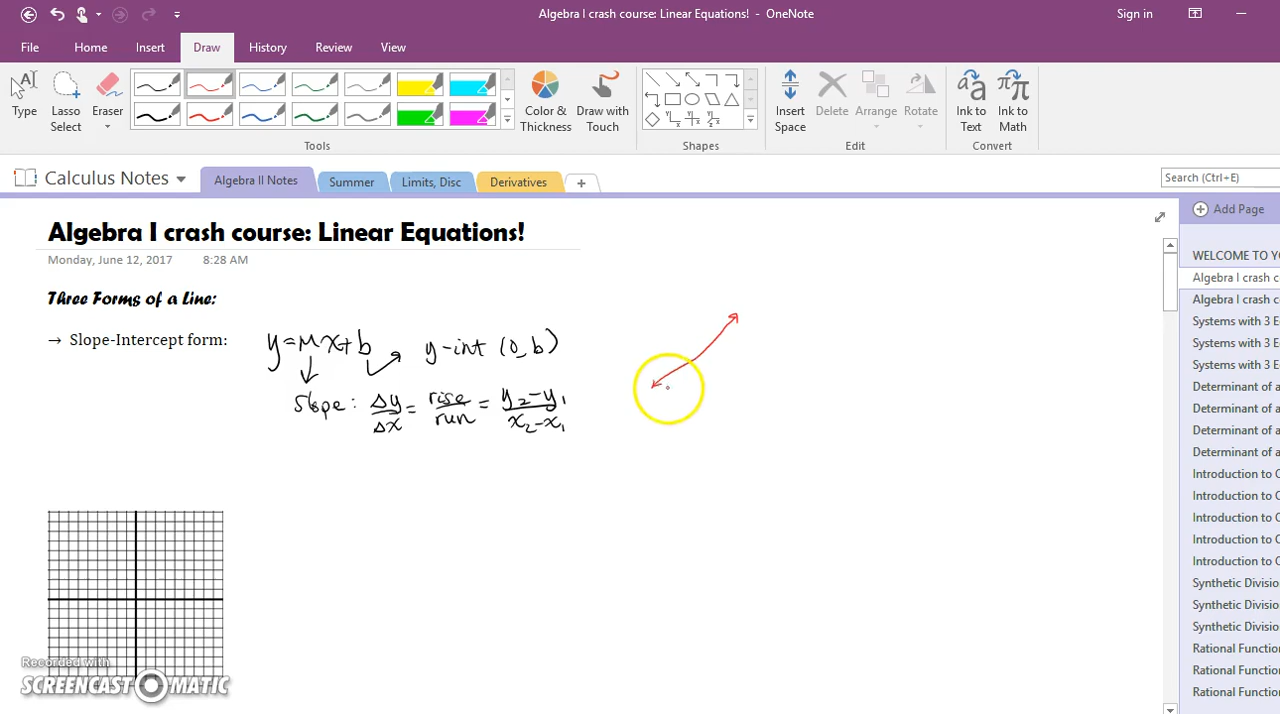 Algebra I crash course: Linear Equations! - OneNote
Sign in
File Home Insert Draw History Review View
Type
Lasso Select
Eraser
Color & Thickness
Draw with Touch
Insert Space
Delete
Arrange
Rotate
Ink to Text
Ink to Math
Tools
Shapes
Edit
Convert
Calculus Notes
Algebra II Notes
Summer
Limits, Disc
Derivatives
Search (Ctrl+E)
Add Page
Algebra I crash course: Linear Equations!
Monday, June 12, 2017 8:28 AM
Three Forms of a Line:
→ Slope-Intercept form: y=mx+b y-int (0, b)
slope: Δy/Δx = rise/run = y₂-y₁/x₂-x₁
WELCOME TO YO
Algebra I crash c
Algebra I crash c
Systems with 3 E
Systems with 3 E
Systems with 3 E
Determinant of a
Determinant of a
Determinant of a
Determinant of a
Introduction to C
Introduction to C
Introduction to C
Introduction to C
Introduction to C
Synthetic Divisio
Synthetic Divisio
Synthetic Divisio
Rational Function
Rational Function
Rational Function
Recorded with
SCREENCAST-O-MATIC